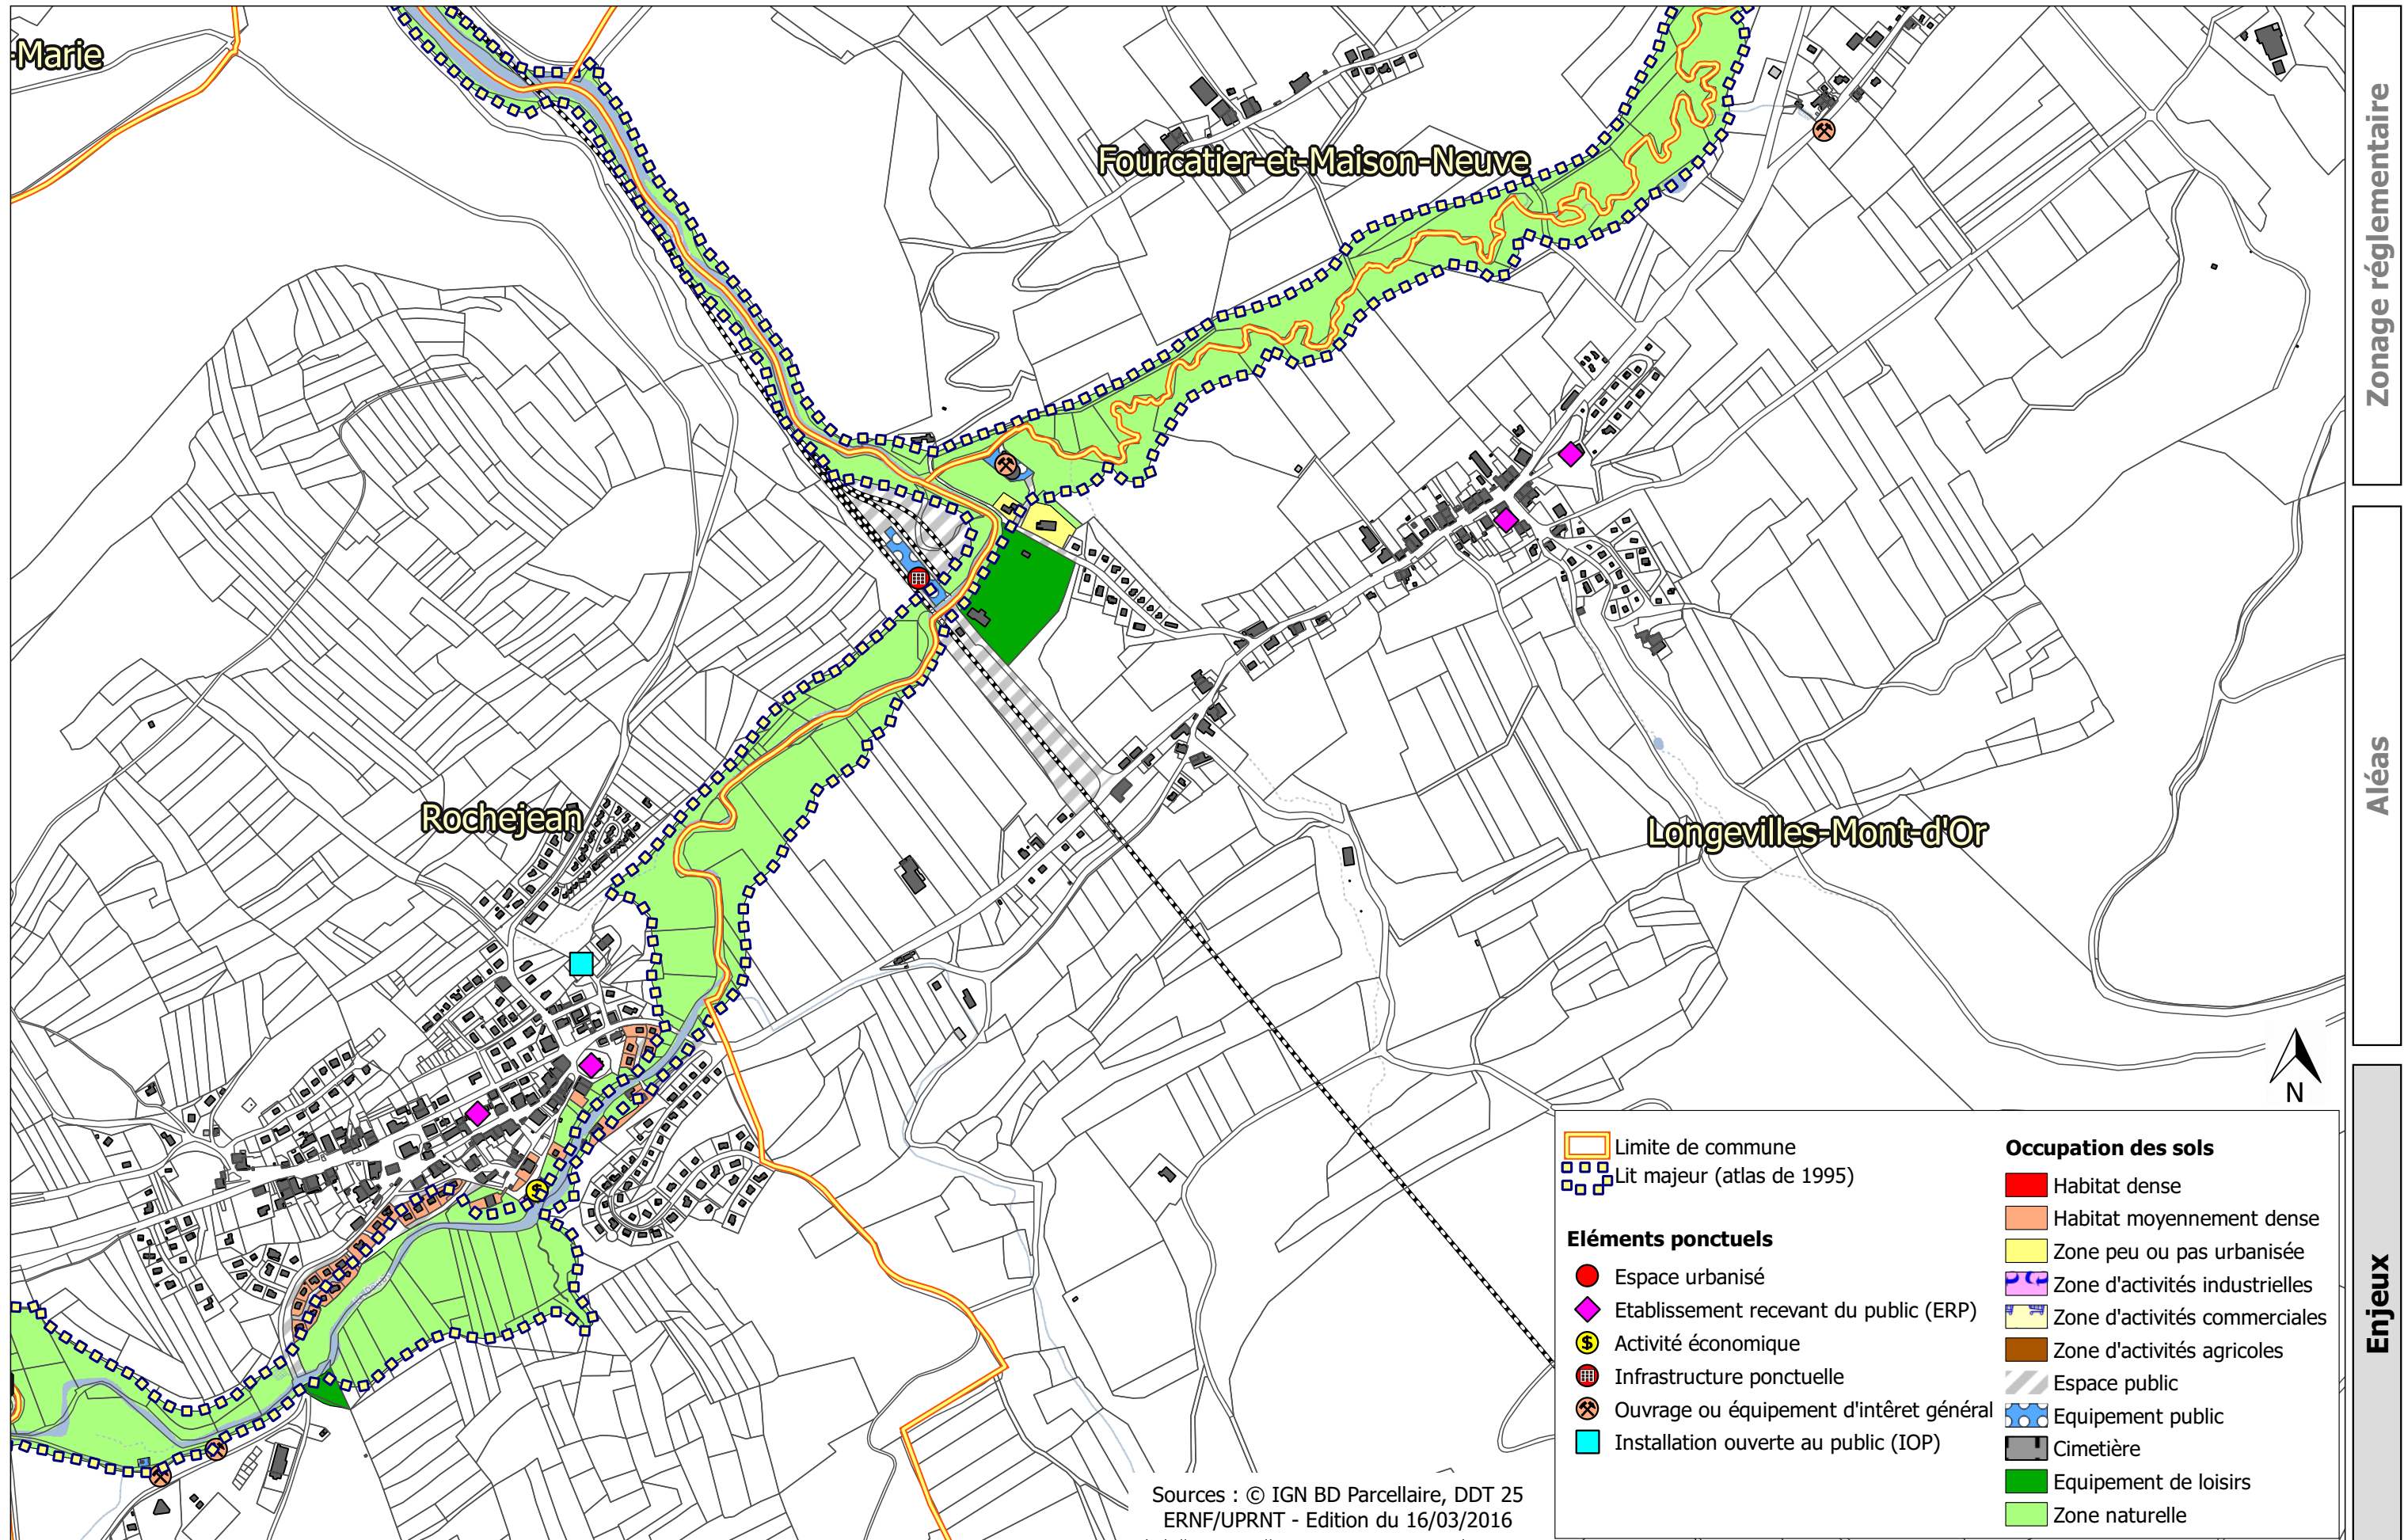 -Marie
Fourcatier-et-Maison-Neuve
Rochejean
Longevilles-Mont-d'Or
Zonage réglementaire
Aléas
Enjeux
N
Limite de commune
Lit majeur (atlas de 1995)
Eléments ponctuels
Espace urbanisé
Etablissement recevant du public (ERP)
Activité économique
Infrastructure ponctuelle
Ouvrage ou équipement d'intêret général
Installation ouverte au public (IOP)
Occupation des sols
Habitat dense
Habitat moyennement dense
Zone peu ou pas urbanisée
Zone d'activités industrielles
Zone d'activités commerciales
Zone d'activités agricoles
Espace public
Equipement public
Cimetière
Equipement de loisirs
Zone naturelle
Sources : © IGN BD Parcellaire, DDT 25
ERNF/UPRNT - Edition du 16/03/2016